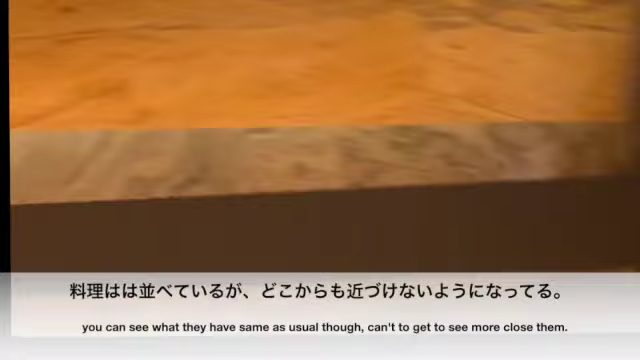 料理はは並べているが、どこからも近づけないようになってる。
you can see what they have same as usual though, can't to get to see more close them.